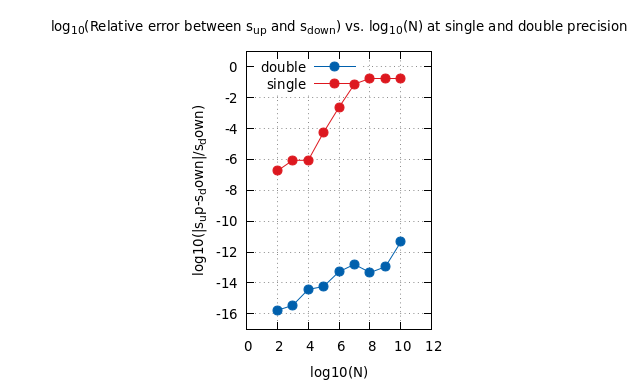 log10(Relative error between sup and sdown) vs. log10(N) at single and double precision
double
single
0
-2
-4
-6
-8
-10
-12
-14
-16
log10(|sup-sdown|/sdown)
0 2 4 6 8 10 12
log10(N)